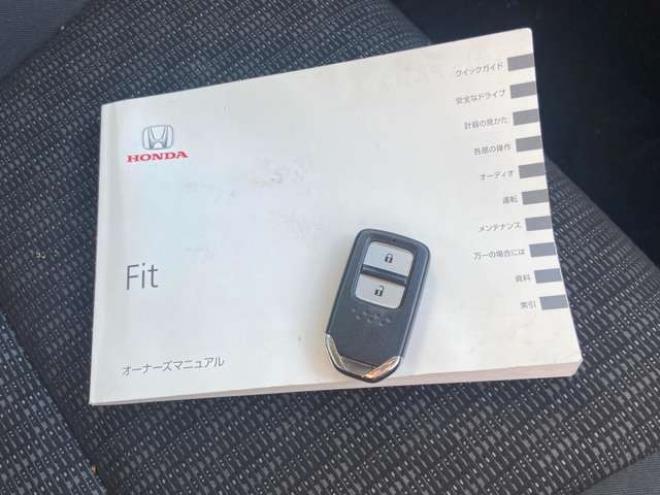 HONDA
Fit
オーナーズマニュアル
クイックガイド
安全なドライブ
計器の見かた
各部の操作
オーディオ
運転
メンテナンス
万一の場合には
資料
索引